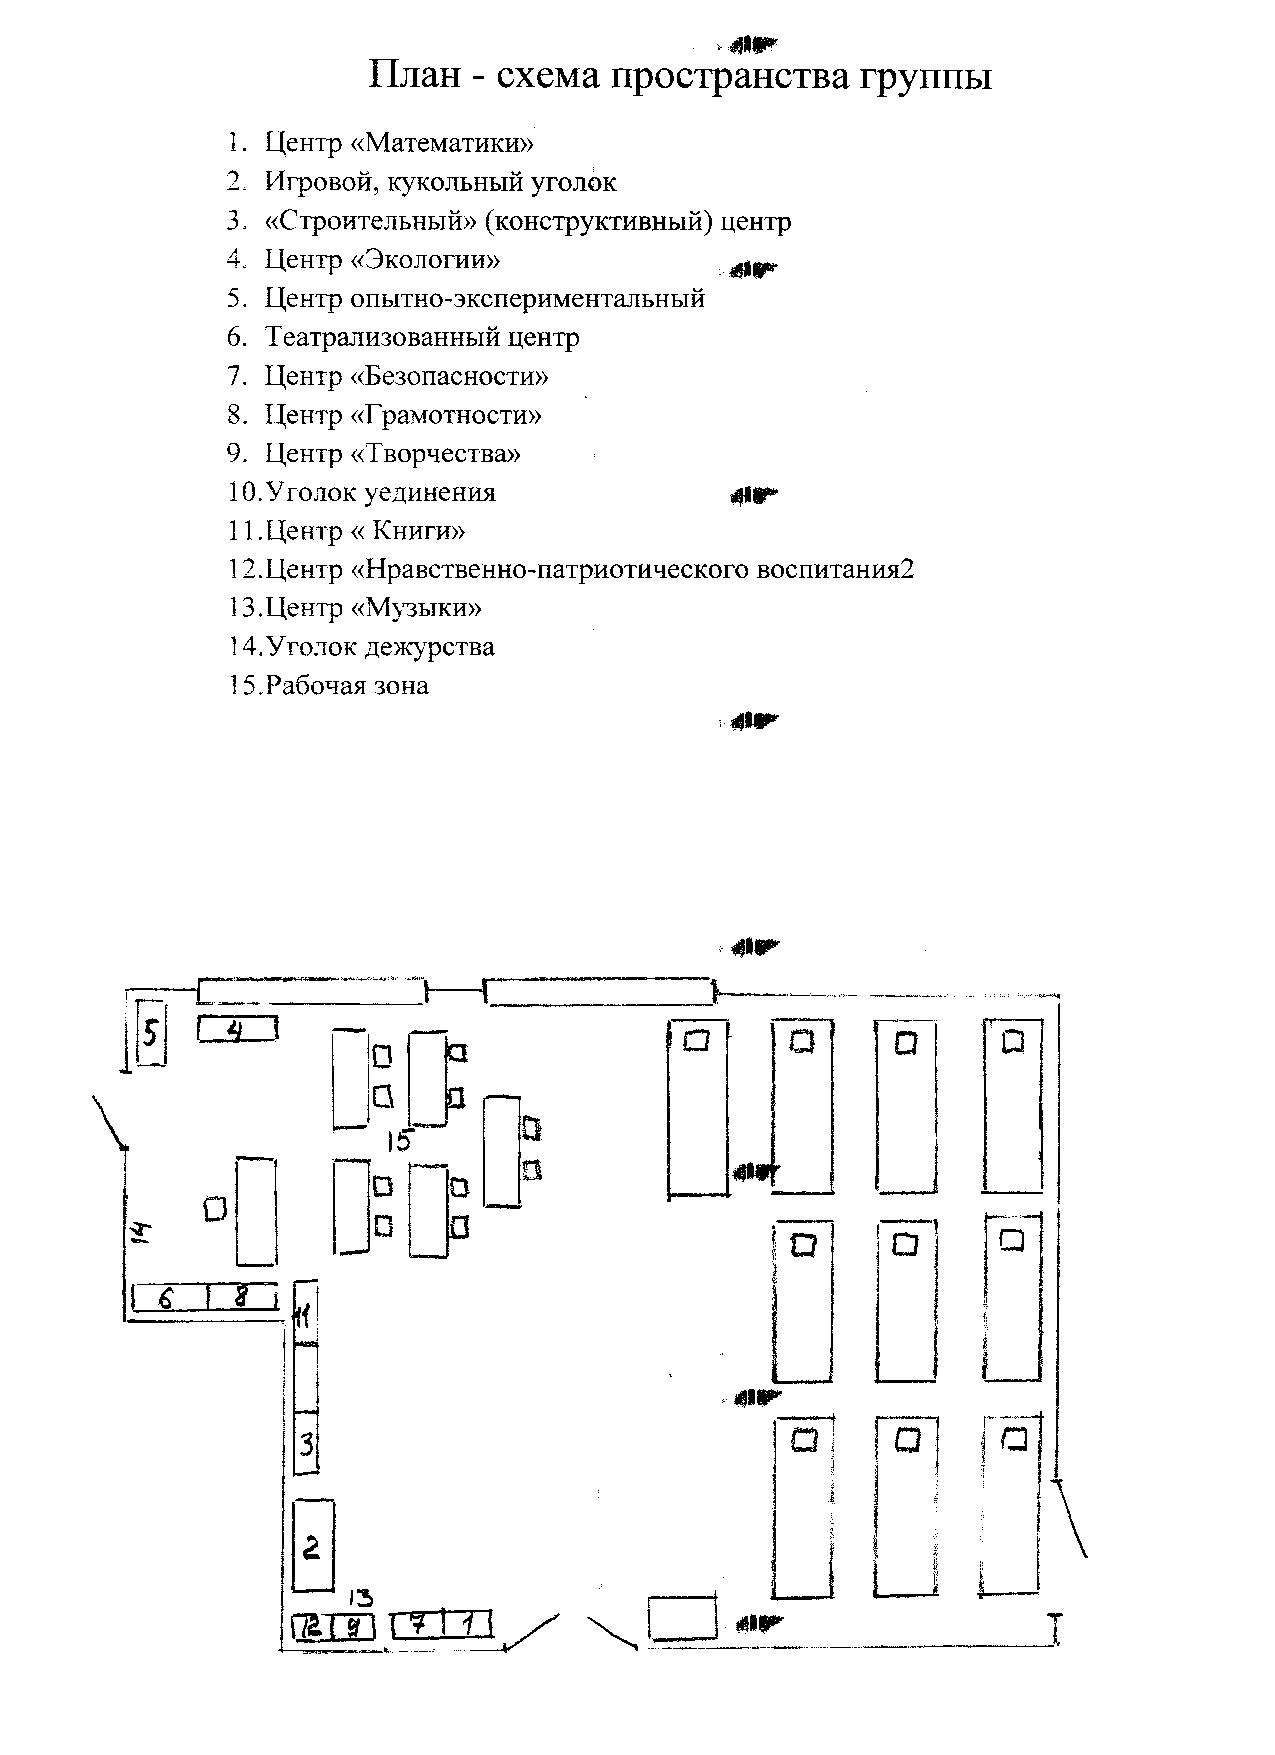 План - схема пространства группы
1. Центр «Математики»
2. Игровой, кукольный уголок
3. «Строительный» (конструктивный) центр
4. Центр «Экологии»
5. Центр опытно-экспериментальный
6. Театрализованный центр
7. Центр «Безопасности»
8. Центр «Грамотности»
9. Центр «Творчества»
10.Уголок уединения
11.Центр « Книги»
12.Центр «Нравственно-патриотического воспитания2
13.Центр «Музыки»
14.Уголок дежурства
15.Рабочая зона
5
4
15
14
6
8
11
3
2
13
12
9
7
1